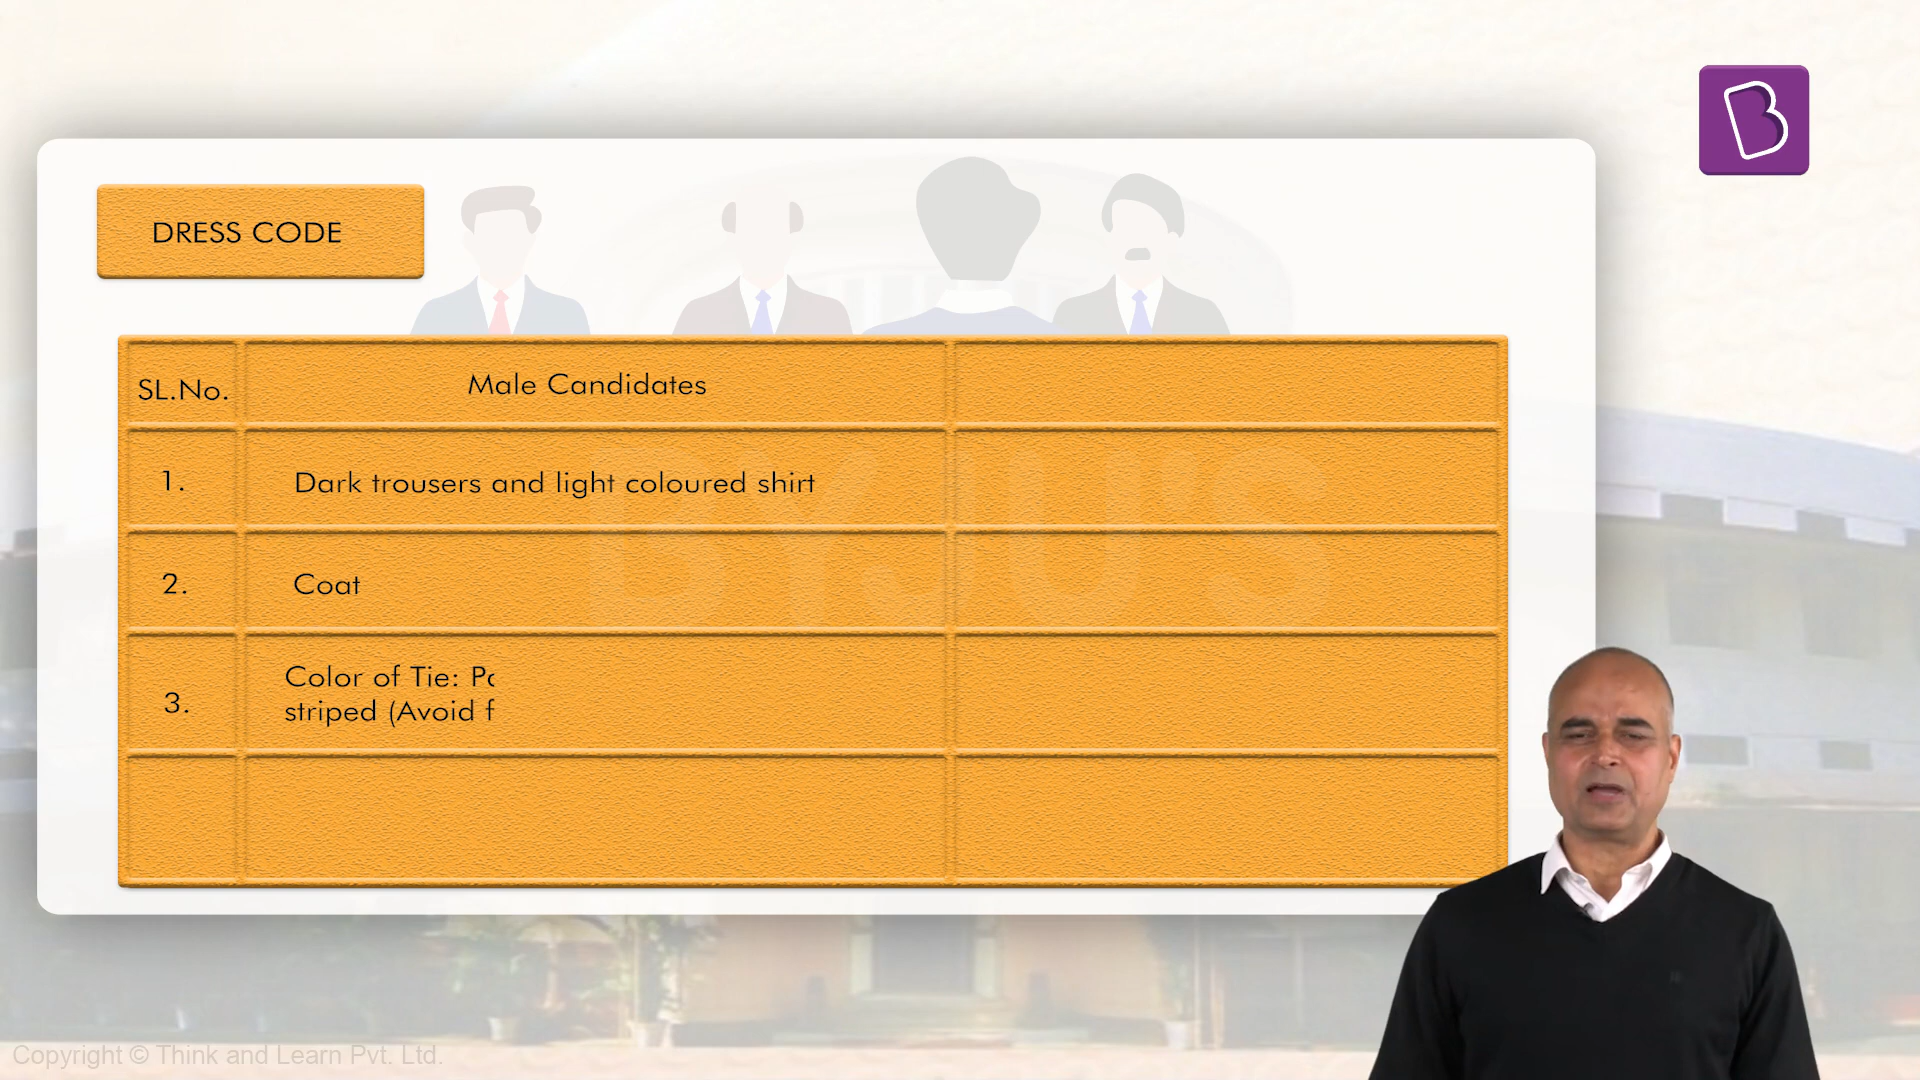 DRESS CODE
SL.No.
Male Candidates
1.
Dark trousers and light coloured shirt
2.
Coat
3.
Color of Tie:
striped (Avoid
BYJU'S
Copyright © Think and Learn Pvt. Ltd.